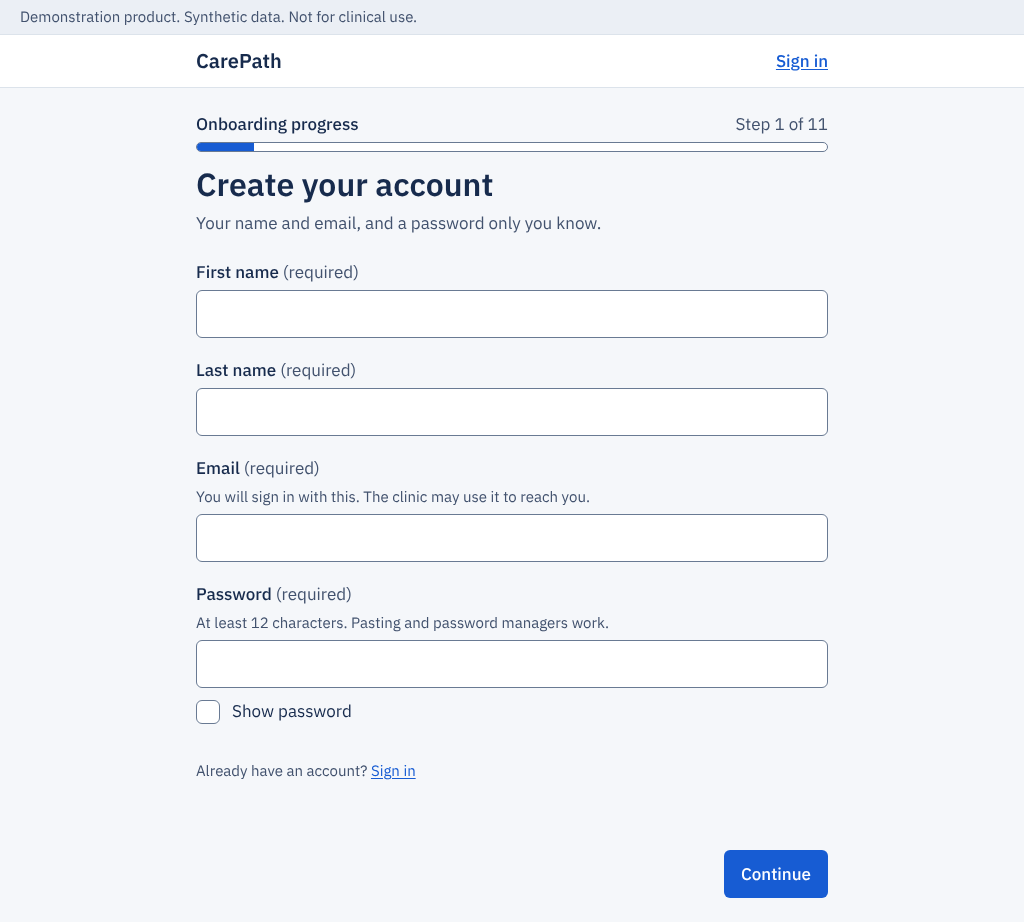 Demonstration product. Synthetic data. Not for clinical use.
CarePath
Sign in
Onboarding progress
Step 1 of 11
Create your account
Your name and email, and a password only you know.
First name (required)
Last name (required)
Email (required)
You will sign in with this. The clinic may use it to reach you.
Password (required)
At least 12 characters. Pasting and password managers work.
Show password
Already have an account? Sign in
Continue